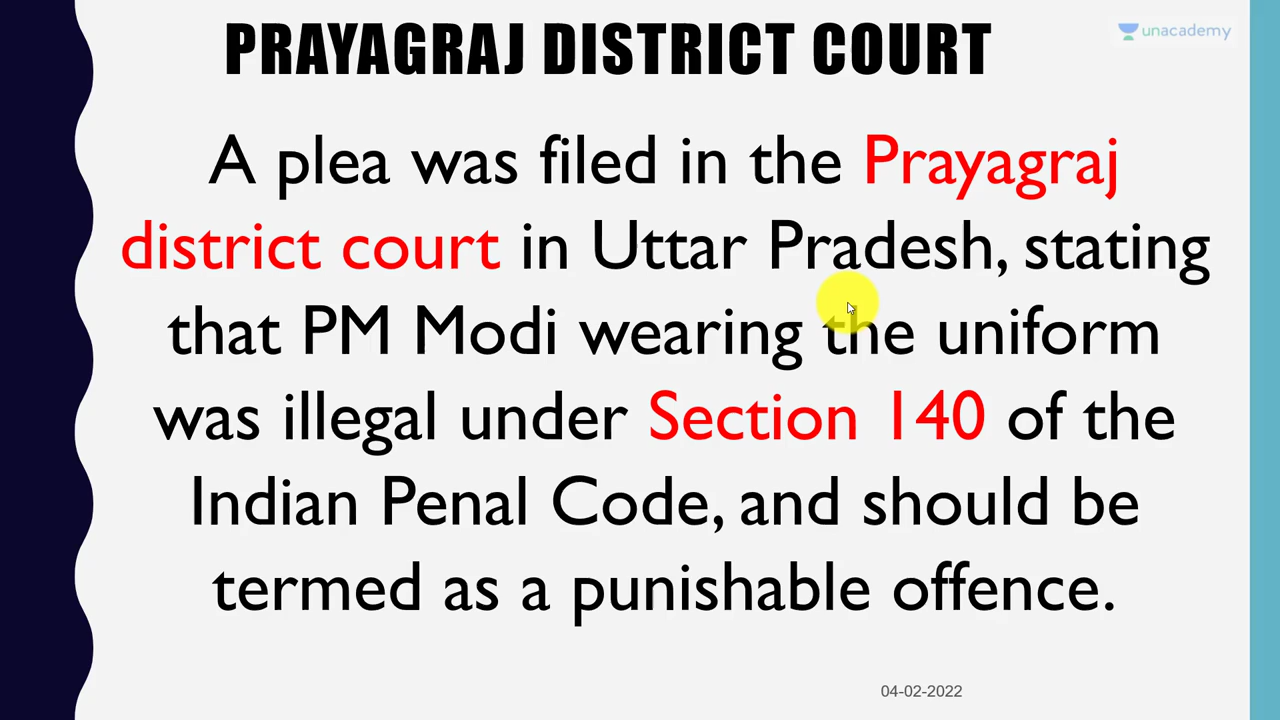 PRAYAGRAJ DISTRICT COURT
unacademy
A plea was filed in the Prayagraj
district court in Uttar Pradesh, stating
that PM Modi wearing the uniform
was illegal under Section 140 of the
Indian Penal Code, and should be
termed as a punishable offence.
04-02-2022